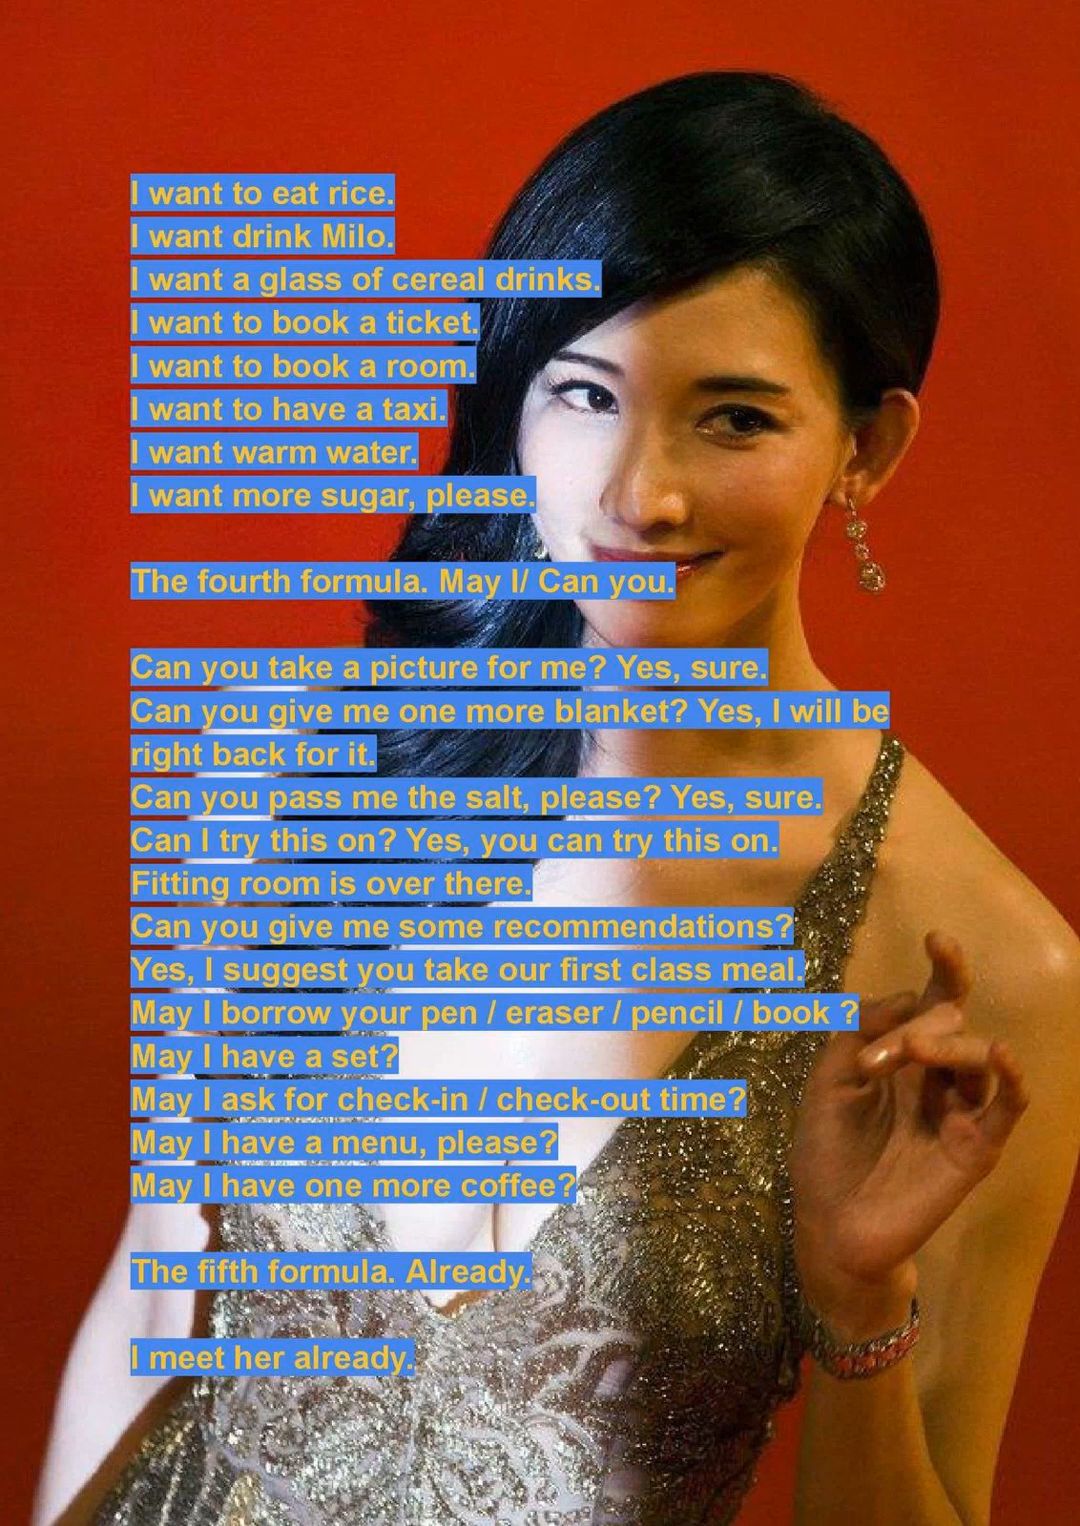 I want to eat rice.
I want drink Milo.
I want a glass of cereal drinks.
I want to book a ticket.
I want to book a room.
I want to have a taxi.
I want warm water.
I want more sugar, please.
The fourth formula. May I/ Can you.
Can you take a picture for me? Yes, sure.
Can you give me one more blanket? Yes, I will be
right back for it.
Can you pass me the salt, please? Yes, sure.
Can I try this on? Yes, you can try this on.
Fitting room is over there.
Can you give me some recommendations?
Yes, I suggest you take our first class meal.
May I borrow your pen / eraser / pencil / book ?
May I have a set?
May I ask for check-in / check-out time?
May I have a menu, please?
May I have one more coffee?
The fifth formula. Already.
I meet her already.